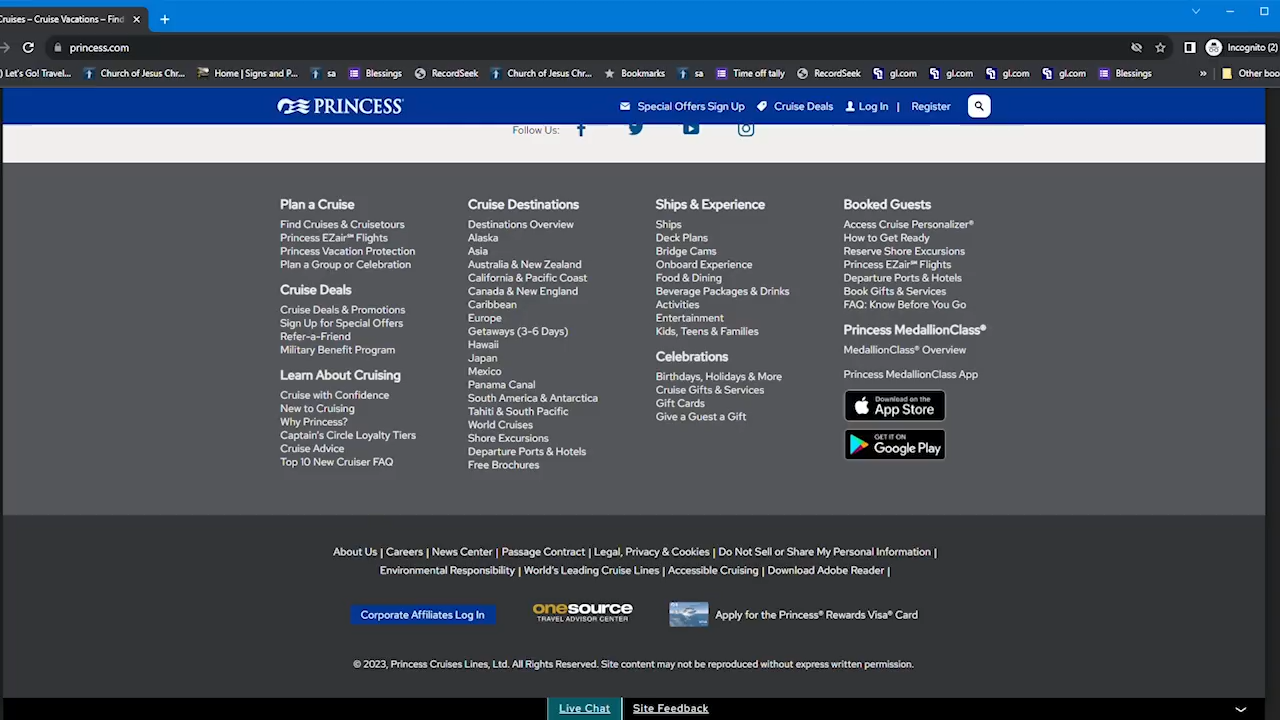 Cruises – Cruise Vacations – Find
princess.com
Incognito (2)
Let's Go! Travel...
Church of Jesus Chr...
Home | Signs and P...
sa
Blessings
RecordSeek
Church of Jesus Chr...
Bookmarks
sa
Time off tally
RecordSeek
gl.com
gl.com
gl.com
gl.com
Blessings
»
Other boo
PRINCESS
Special Offers Sign Up
Cruise Deals
Log In |
Register
Follow Us:
Plan a Cruise
Find Cruises & Cruisetours
Princess EZair℠ Flights
Princess Vacation Protection
Plan a Group or Celebration
Cruise Deals
Cruise Deals & Promotions
Sign Up for Special Offers
Refer-a-Friend
Military Benefit Program
Learn About Cruising
Cruise with Confidence
New to Cruising
Why Princess?
Captain's Circle Loyalty Tiers
Cruise Advice
Top 10 New Cruiser FAQ
Cruise Destinations
Destinations Overview
Alaska
Asia
Australia & New Zealand
California & Pacific Coast
Canada & New England
Caribbean
Europe
Getaways (3-6 Days)
Hawaii
Japan
Mexico
Panama Canal
South America & Antarctica
Tahiti & South Pacific
World Cruises
Shore Excursions
Departure Ports & Hotels
Free Brochures
Ships & Experience
Ships
Deck Plans
Bridge Cams
Onboard Experience
Food & Dining
Beverage Packages & Drinks
Activities
Entertainment
Kids, Teens & Families
Celebrations
Birthdays, Holidays & More
Cruise Gifts & Services
Gift Cards
Give a Guest a Gift
Booked Guests
Access Cruise Personalizer®
How to Get Ready
Reserve Shore Excursions
Princess EZair℠ Flights
Departure Ports & Hotels
Book Gifts & Services
FAQ: Know Before You Go
Princess MedallionClass®
MedallionClass® Overview
Princess MedallionClass App
Download on the
App Store
GET IT ON
Google Play
About Us | Careers | News Center | Passage Contract | Legal, Privacy & Cookies | Do Not Sell or Share My Personal Information |
Environmental Responsibility | World's Leading Cruise Lines | Accessible Cruising | Download Adobe Reader |
Corporate Affiliates Log In
onesource
TRAVEL ADVISOR CENTER
Apply for the Princess® Rewards Visa® Card
© 2023, Princess Cruises Lines, Ltd. All Rights Reserved. Site content may not be reproduced without express written permission.
Live Chat
Site Feedback